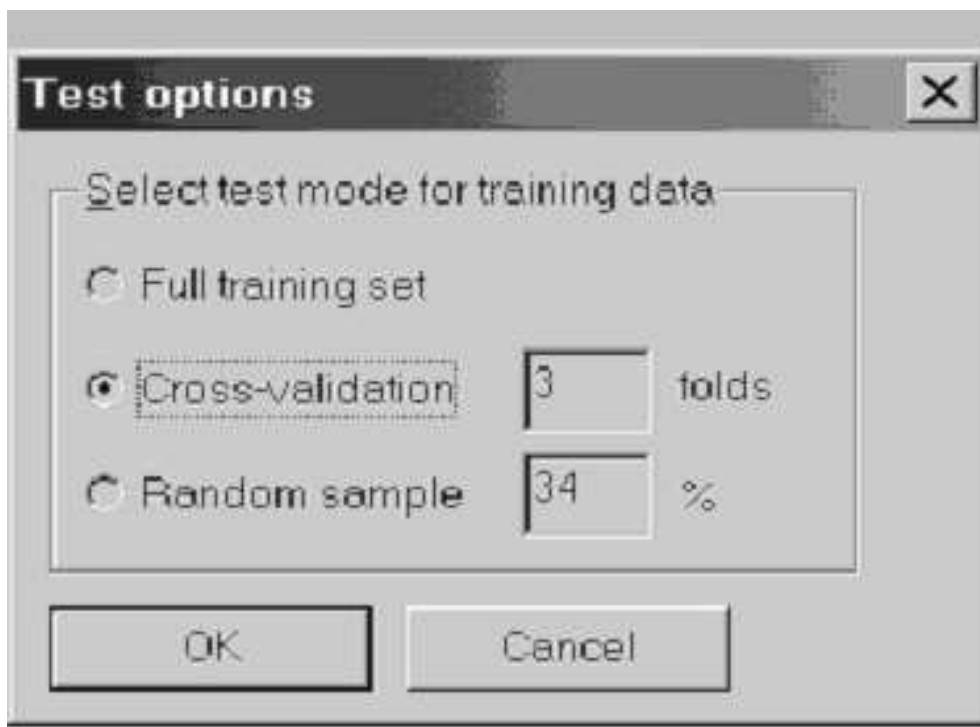 Test options
Select test mode for training data
Full training set
Cross-validation 3 folds
Random sample 34 %
OK Cancel